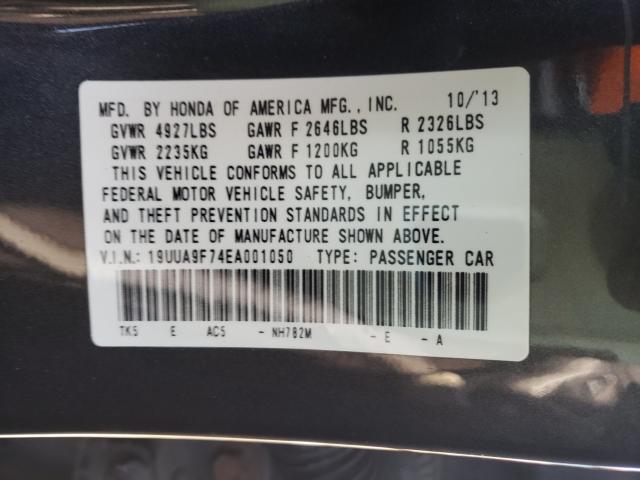 MFD. BY HONDA OF AMERICA MFG., INC. 10/'13
GVWR 4927LBS GAWR F 2646LBS R 2326LBS
GVWR 2235KG GAWR F 1200KG R 1055KG
THIS VEHICLE CONFORMS TO ALL APPLICABLE
FEDERAL MOTOR VEHICLE SAFETY, BUMPER,
AND THEFT PREVENTION STANDARDS IN EFFECT
ON THE DATE OF MANUFACTURE SHOWN ABOVE.
V.I.N.: 19UUA9F74EA001050 TYPE: PASSENGER CAR
TK5 E AC5 - NH782M - E - A